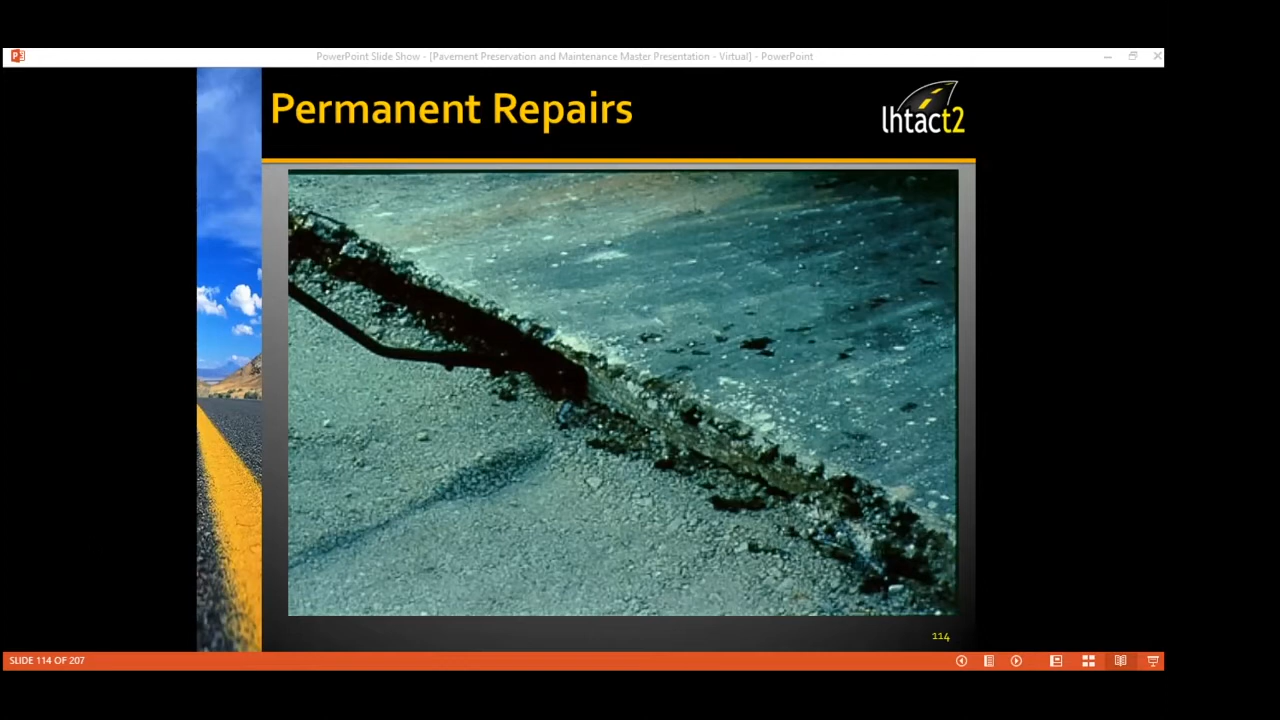 PowerPoint Slide Show - [Pavement Preservation and Maintenance Master Presentation - Virtual] - PowerPoint
Permanent Repairs
lhtact2
114
SLIDE 114 OF 207